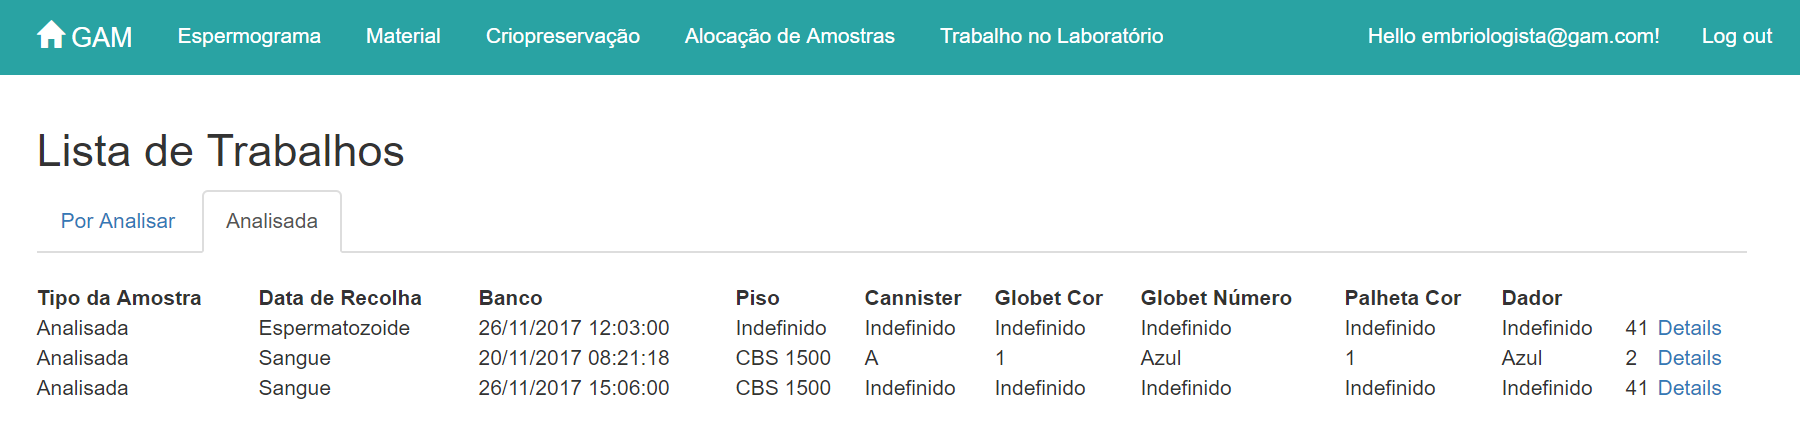 GAM Espermograma Material Criopreservação Alocação de Amostras Trabalho no Laboratório Hello embriologista@gam.com! Log out
Lista de Trabalhos
Por Analisar Analisada
Tipo da Amostra Data de Recolha Banco Piso Cannister Globet Cor Globet Número Palheta Cor Dador
Analisada Espermatozoide 26/11/2017 12:03:00 Indefinido Indefinido Indefinido Indefinido Indefinido Indefinido 41 Details
Analisada Sangue 20/11/2017 08:21:18 CBS 1500 A 1 Azul 1 Azul 2 Details
Analisada Sangue 26/11/2017 15:06:00 CBS 1500 Indefinido Indefinido Indefinido Indefinido Indefinido 41 Details